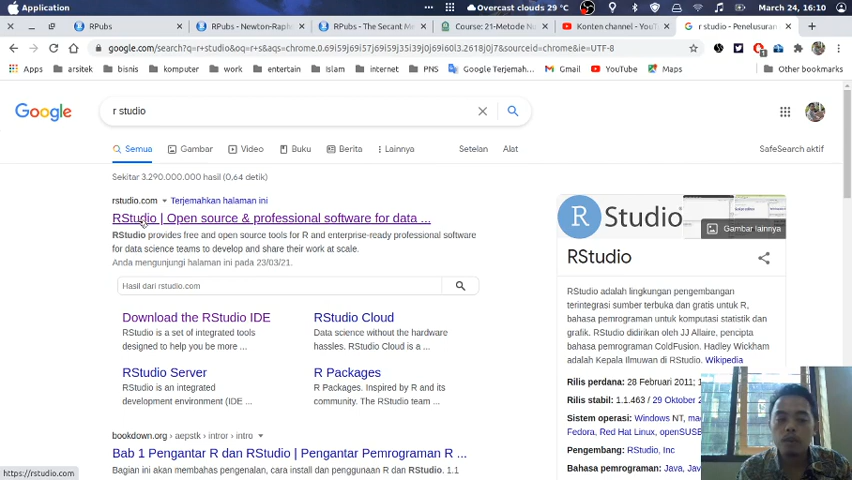 Application
Overcast clouds 29 °C
March 24, 16:10
RPubs
RPubs - Newton-Raph
RPubs - The Secant Me
Course: 21-Metode Nu
Konten channel - YouT
r studio - Penelusuran
google.com/search?q=r+studio&oq=r+s&aqs=chrome.0.69i59j69i57j69i59j35i39j0j69i60l3.2618j0j7&sourceid=chrome&ie=UTF-8
Apps
arsitek
bisnis
komputer
work
entertain
Islam
internet
PNS
Google Terjemah...
Gmail
YouTube
Maps
Other bookmarks
Google
r studio
Semua
Gambar
Video
Buku
Berita
Lainnya
Setelan
Alat
SafeSearch aktif
Sekitar 3.290.000.000 hasil (0.64 detik)
rstudio.com
Terjemahkan halaman ini
RStudio | Open source & professional software for data ...
RStudio provides free and open source tools for R and enterprise-ready professional software
for data science teams to develop and share their work at scale.
Anda mengunjungi halaman ini pada 23/03/21.
Hasil dari rstudio.com
Download the RStudio IDE
RStudio is a set of integrated tools
designed to help you be more ...
RStudio Cloud
Data science without the hardware
hassles. RStudio Cloud is a ...
RStudio Server
RStudio is an integrated
development environment (IDE ...
R Packages
R Packages. Inspired by R and its
community. The RStudio team ...
bookdown.org › aepstk › intror › intro
Bab 1 Pengantar R dan RStudio | Pengantar Pemrograman R ...
Bagian ini akan membahas pengenalan, cara install dan penggunaan R dan RStudio. 1.1
https://rstudio.com
R Studio
Gambar lainnya
RStudio
RStudio adalah lingkungan pengembangan
terintegrasi sumber terbuka dan gratis untuk R,
bahasa pemrograman untuk komputasi statistik dan
grafik. RStudio didirikan oleh JJ Allaire, pencipta
bahasa pemrograman ColdFusion. Hadley Wickham
adalah Kepala Ilmuwan di RStudio. Wikipedia
Rilis perdana: 28 Februari 2011; 1
Rilis stabil: 1.1.463 / 29 Oktober 2
Sistem operasi: Windows NT, ma
Fedora, Red Hat Linux, openSUS
Pengembang: RStudio, Inc
Bahasa pemrograman: Java, Jav